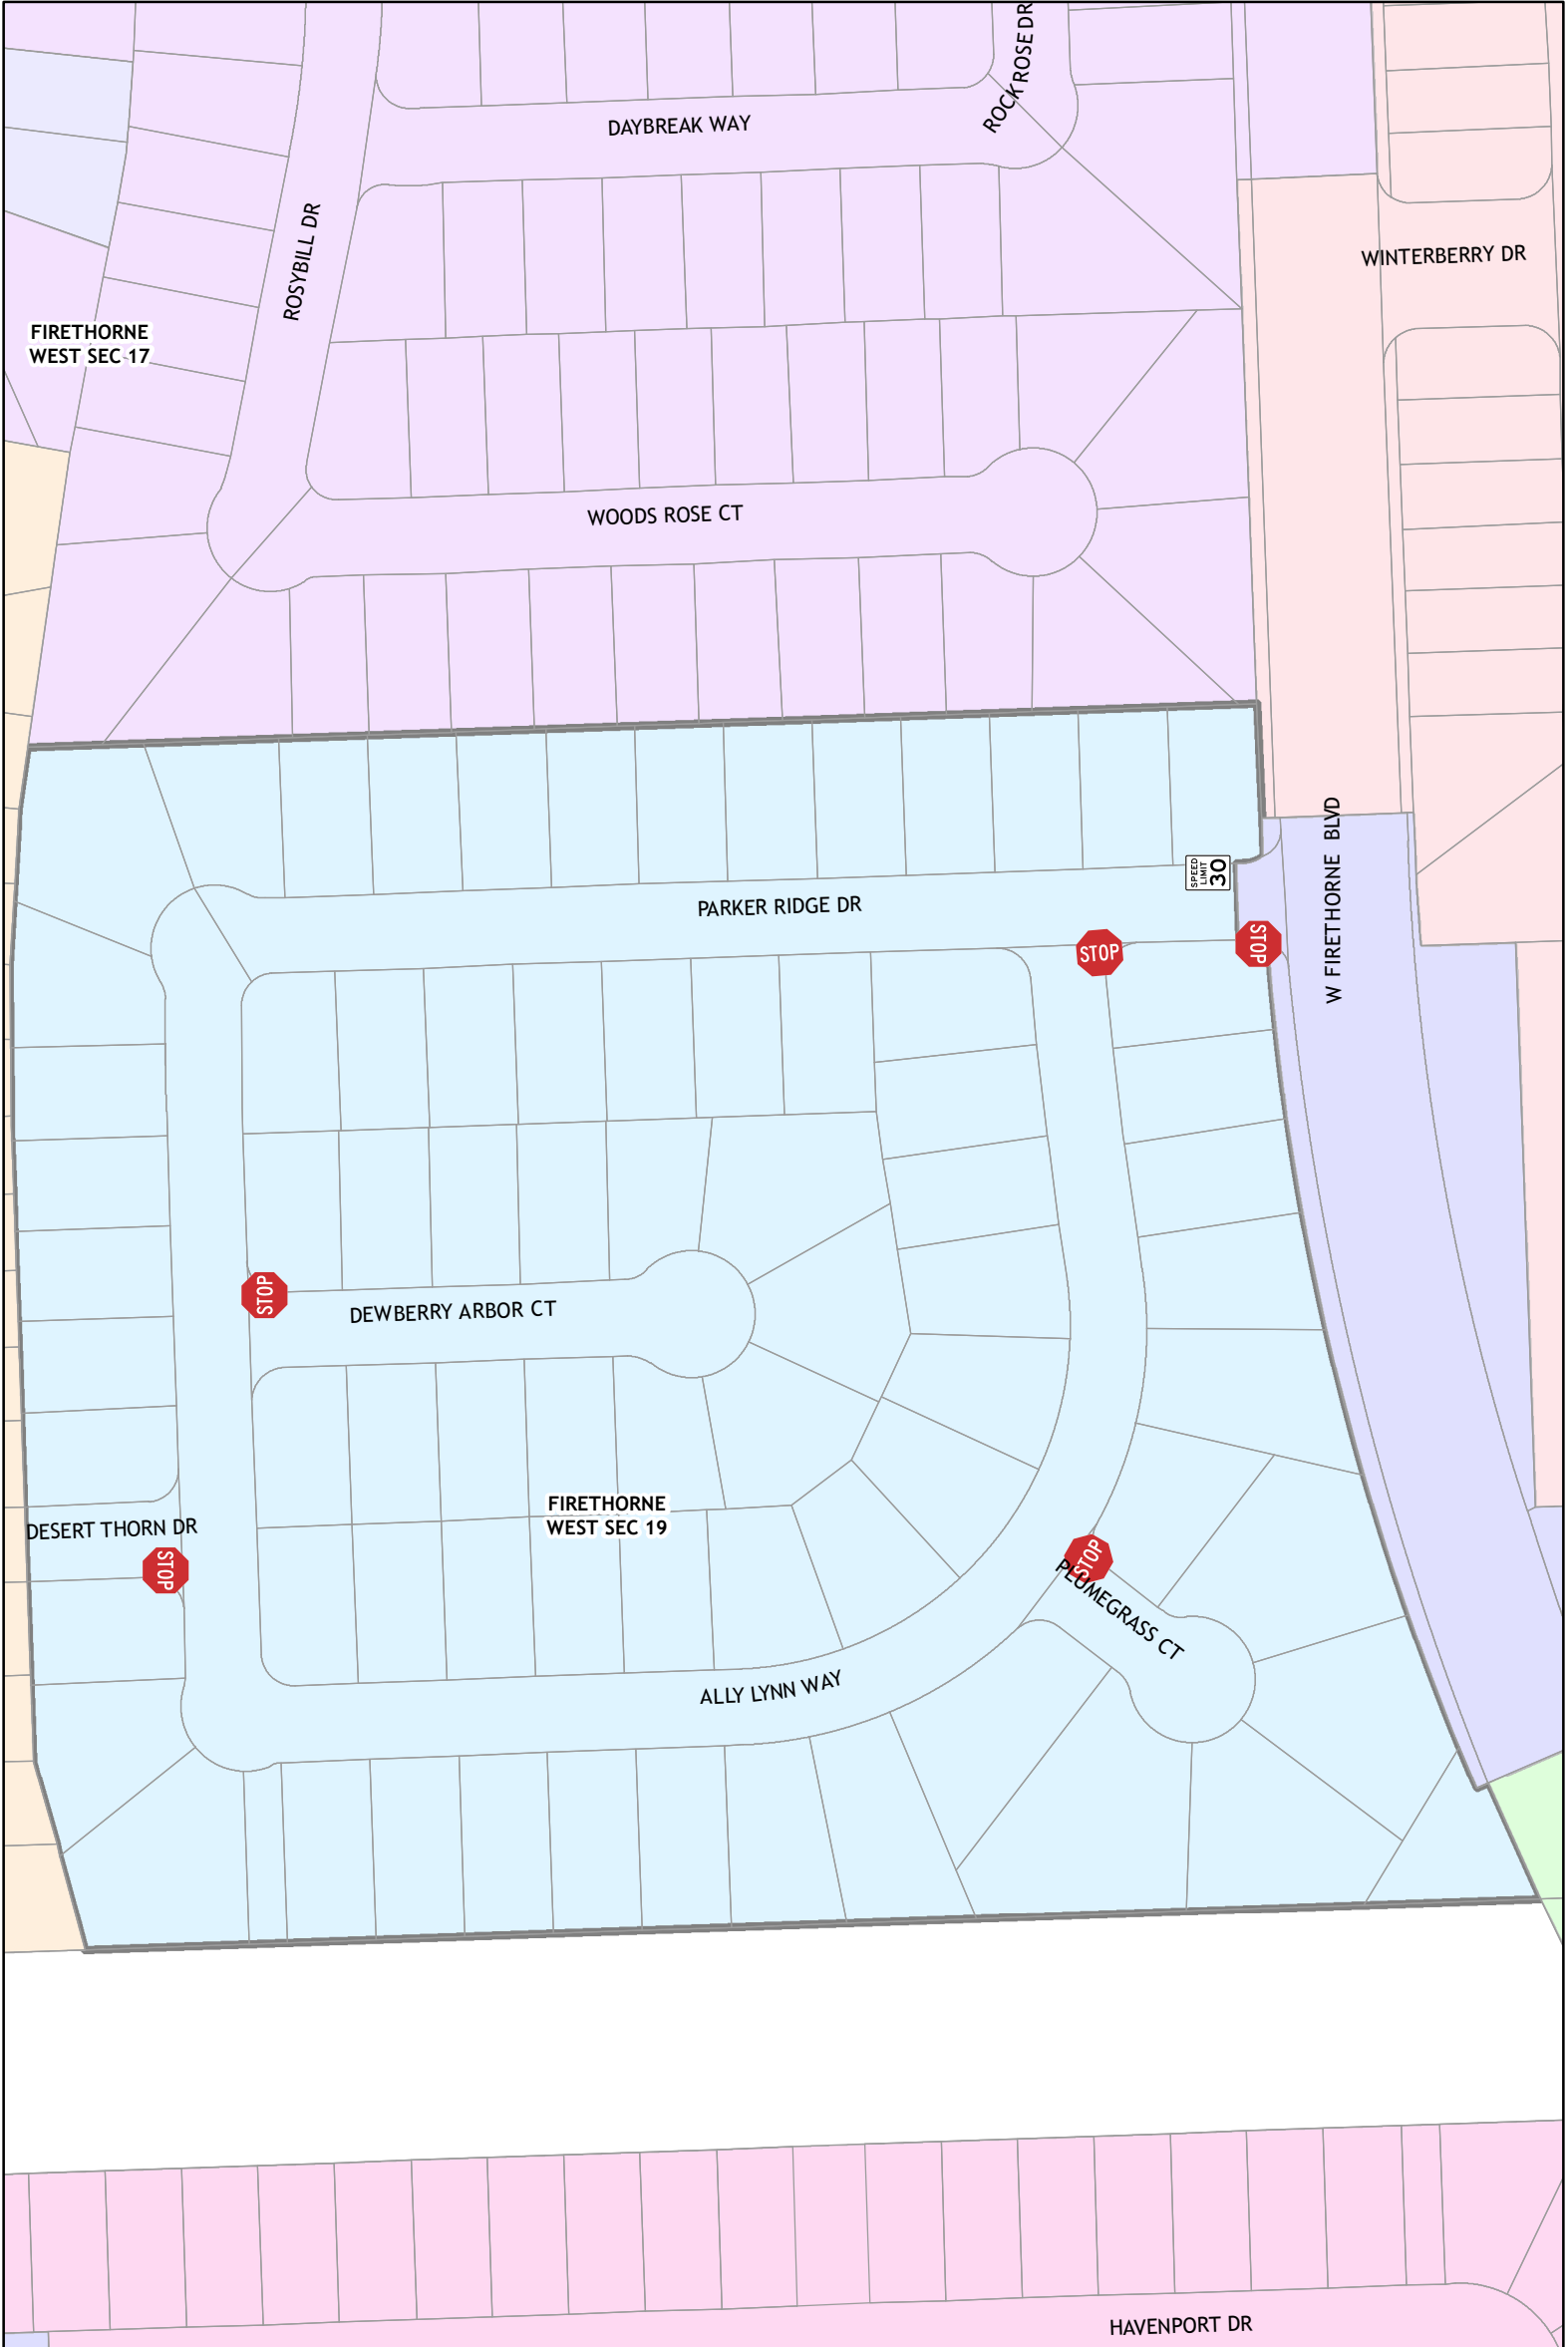 ROCKROSE DR
DAYBREAK WAY
ROSYBILL DR
WINTERBERRY DR
FIRETHORNE
WEST SEC 17
WOODS ROSE CT
W FIRETHORNE BLVD
SPEED
LIMIT
30
PARKER RIDGE DR
STOP
STOP
STOP
DEWBERRY ARBOR CT
FIRETHORNE
WEST SEC 19
DESERT THORN DR
STOP
STOP
PLUMEGRASS CT
ALLY LYNN WAY
HAVENPORT DR